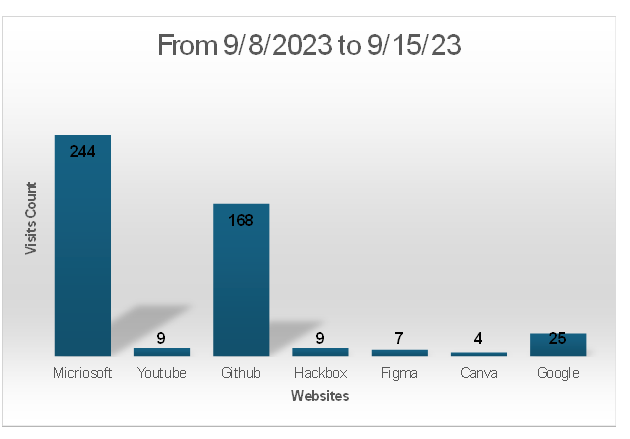 From 9/8/2023 to 9/15/23
Visits Count
244
9
168
9
7
4
25
Micriosoft
Youtube
Github
Hackbox
Figma
Canva
Google
Websites